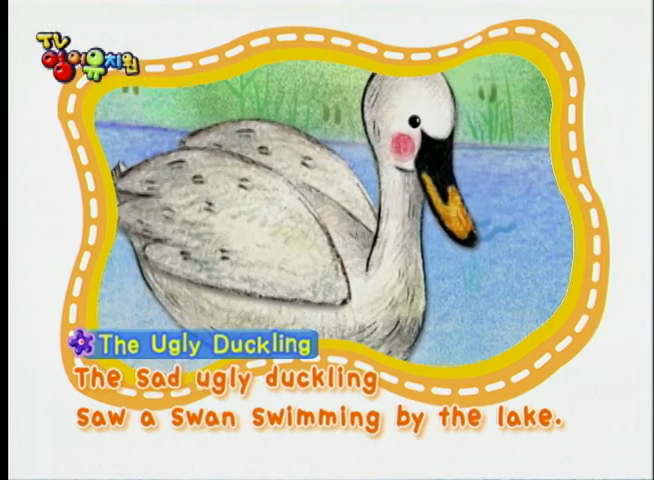 TV
영어유치원
The Ugly Duckling
The sad ugly duckling
saw a swan swimming by the lake.